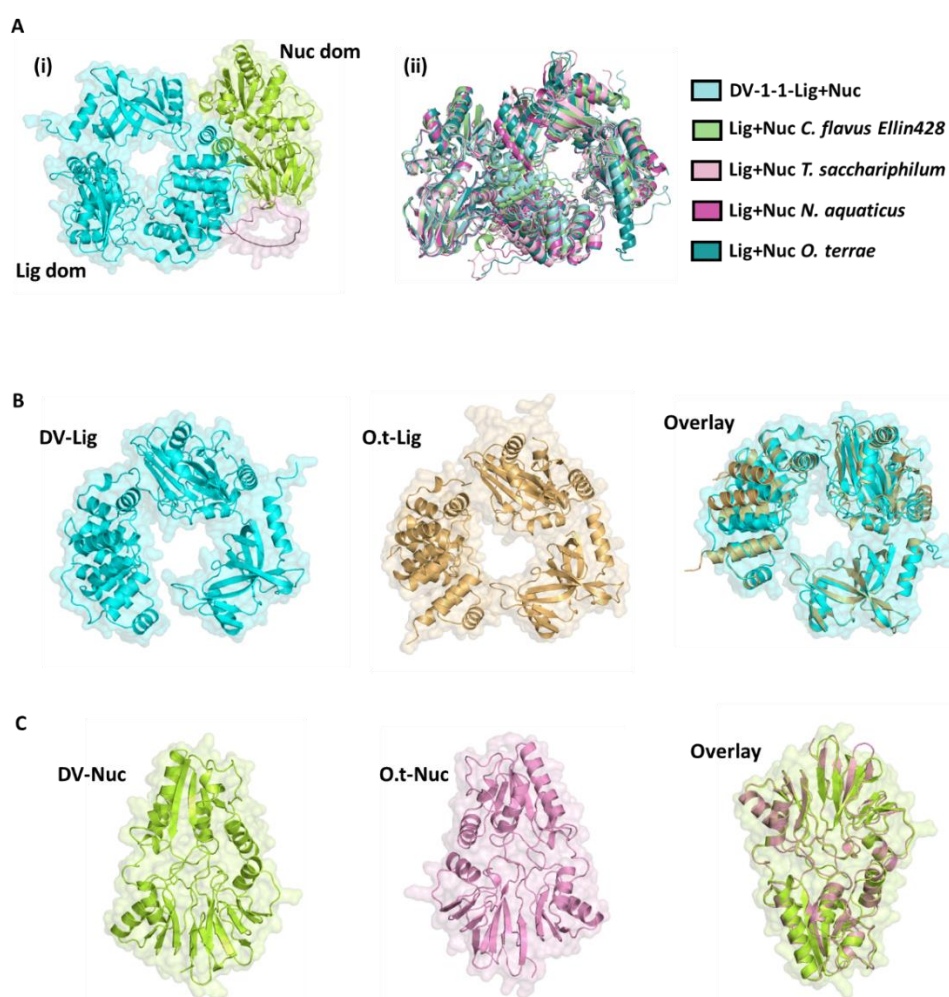 A
(i)
Nuc dom
Lig dom
(ii)
DV-1-1-Lig+Nuc
Lig+Nuc C. flavus Ellin428
Lig+Nuc T. sacchariphilum
Lig+Nuc N. aquaticus
Lig+Nuc O. terrae
B
DV-Lig
O.t-Lig
Overlay
C
DV-Nuc
O.t-Nuc
Overlay